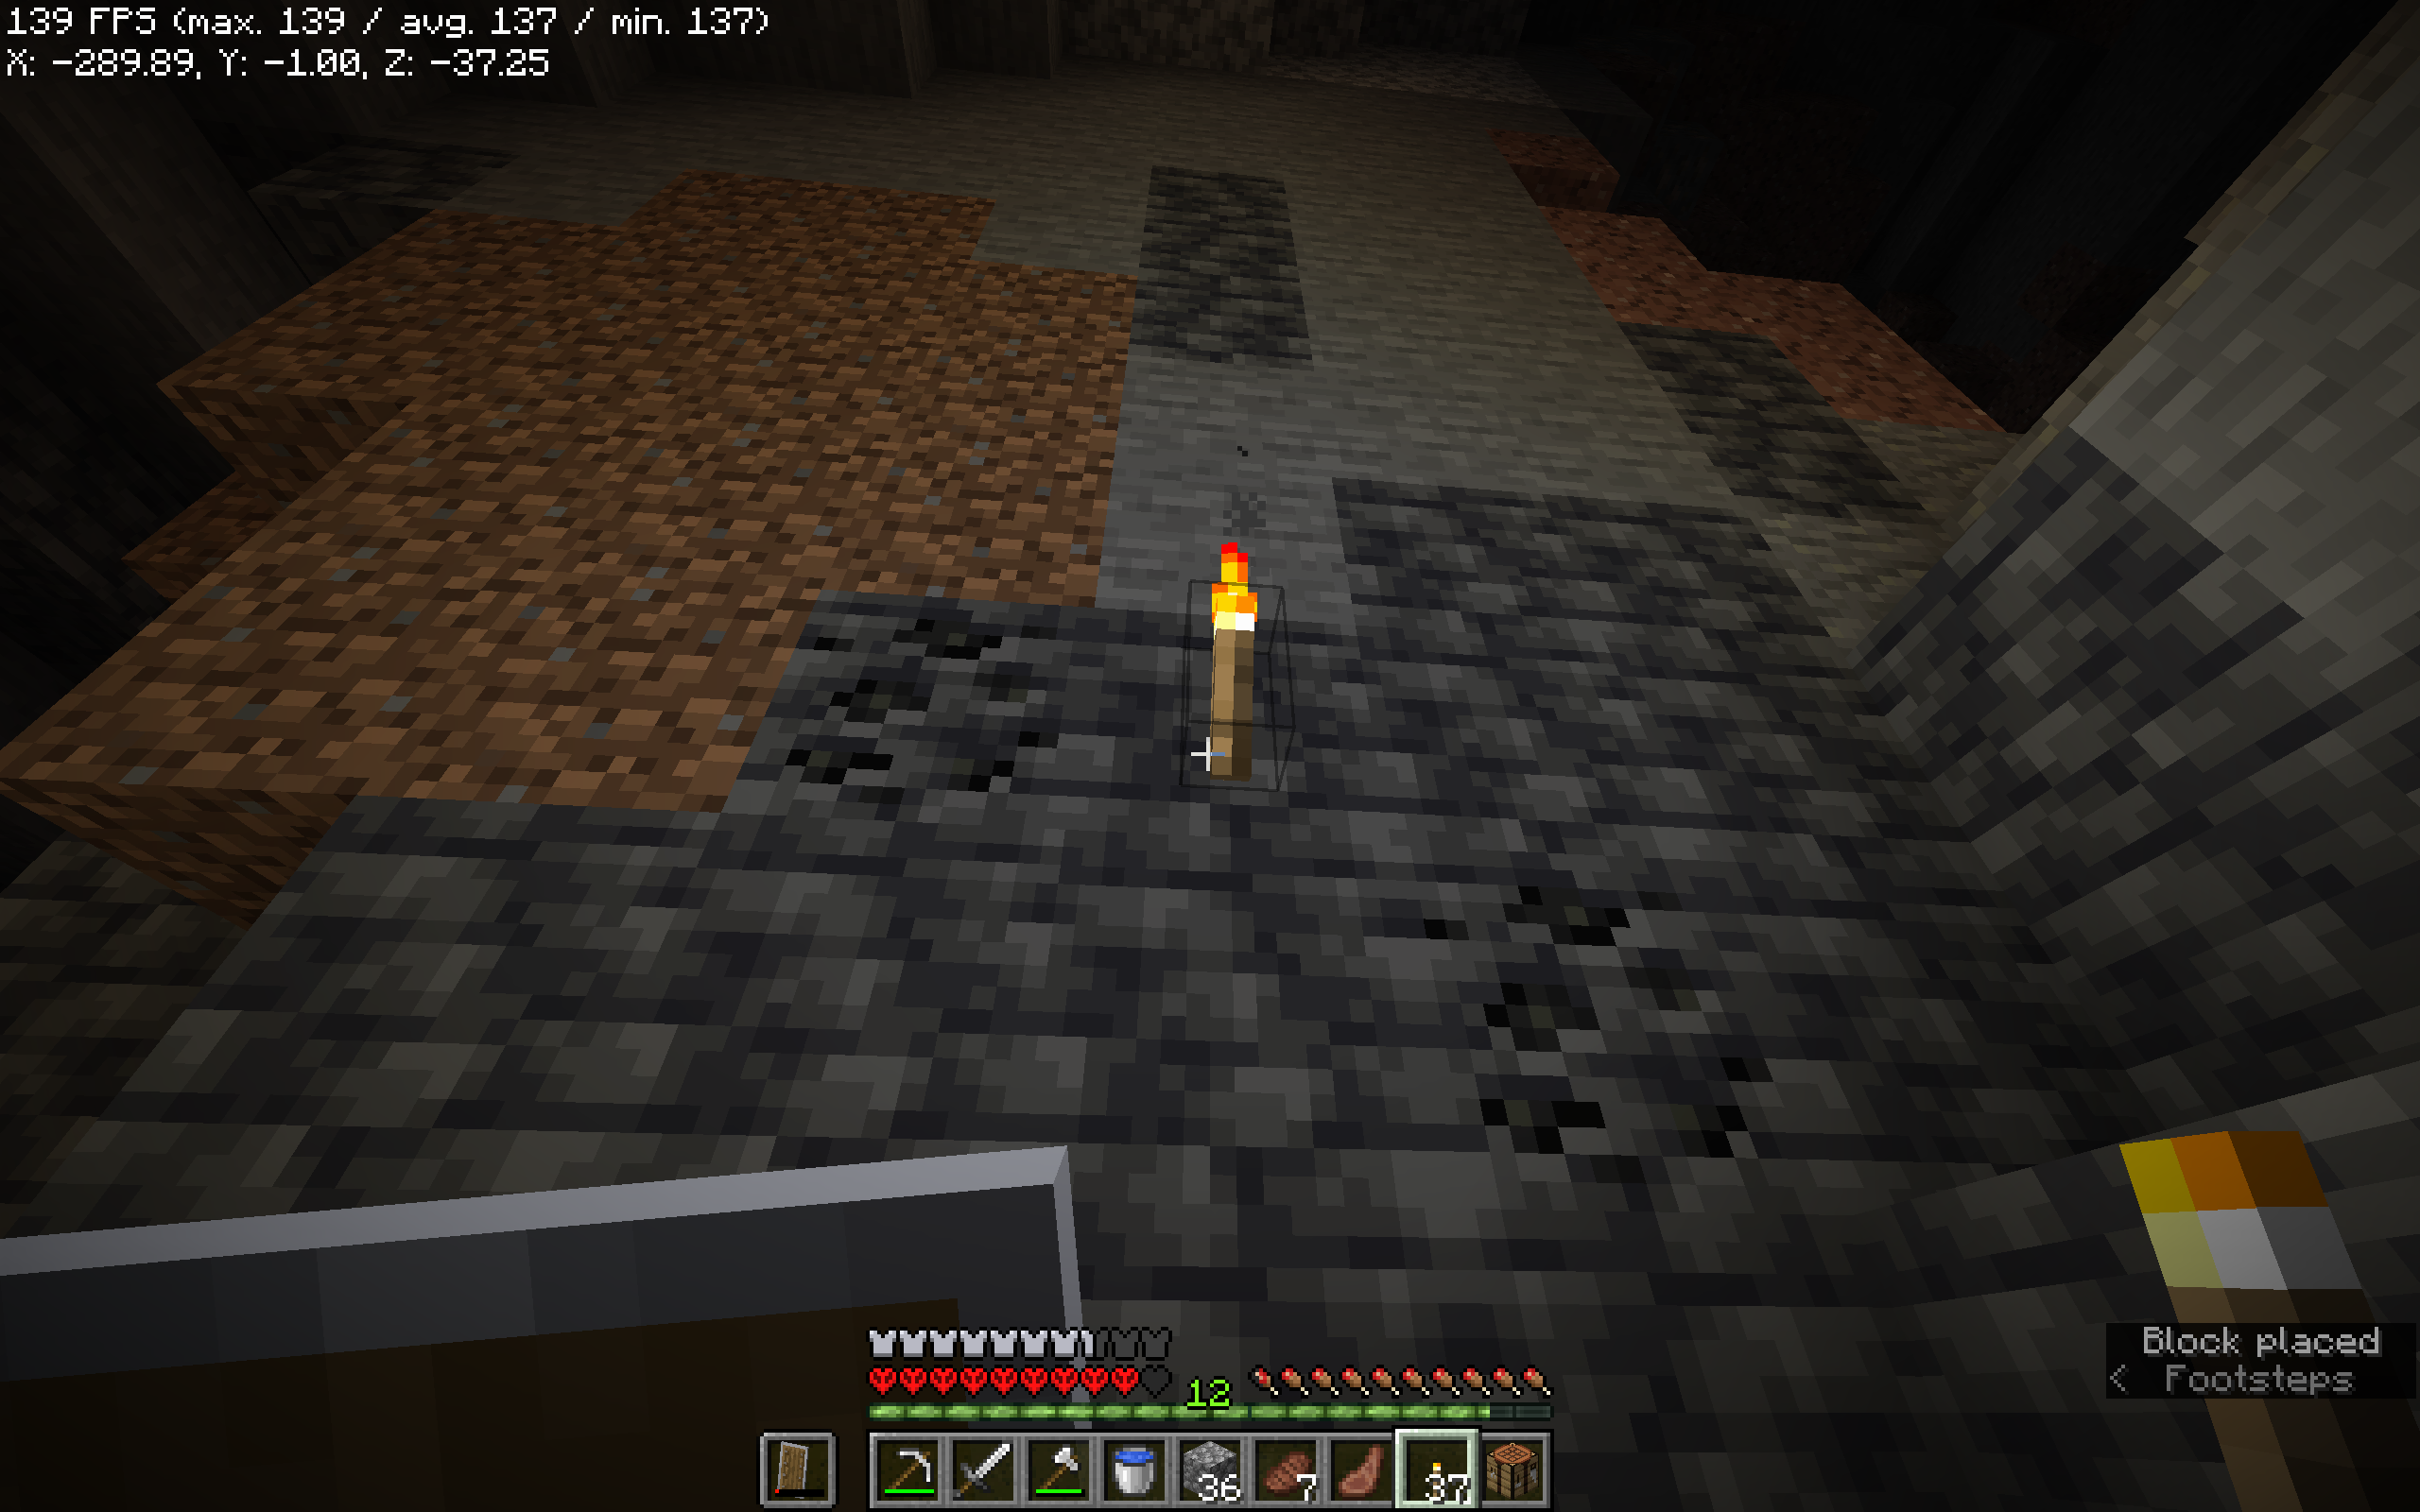 139 FPS (max. 139 / avg. 137 / min. 137)
X: -289.89, Y: -1.00, Z: -37.25
Block placed
< Footsteps
12
36 7 37